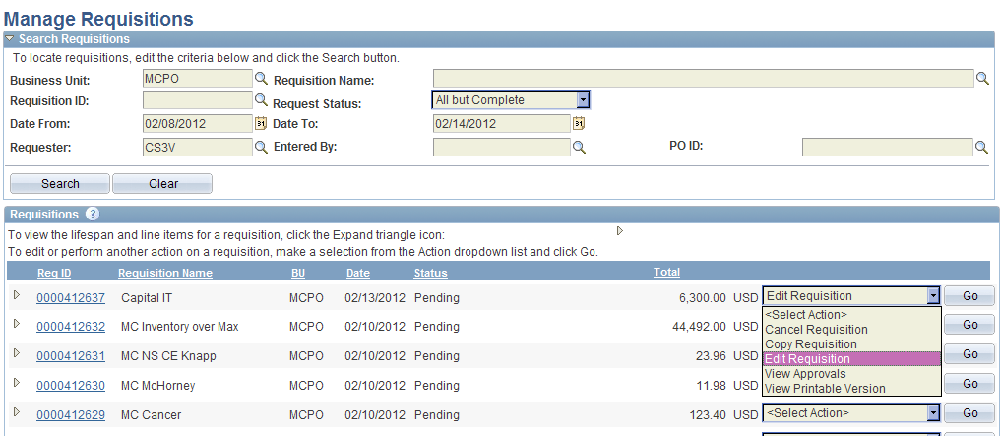 Manage Requisitions
Search Requisitions
To locate requisitions, edit the criteria below and click the Search button.
Business Unit: MCPO Requisition Name:
Requisition ID: Request Status: All but Complete
Date From: 02/08/2012 31 Date To: 02/14/2012 31
Requester: CS3V Entered By: PO ID:
Search Clear
Requisitions ?
To view the lifespan and line items for a requisition, click the Expand triangle icon:
To edit or perform another action on a requisition, make a selection from the Action dropdown list and click Go.
Req ID Requisition Name BU Date Status Total
0000412637 Capital IT MCPO 02/13/2012 Pending 6,300.00 USD Edit Requisition Go
0000412632 MC Inventory over Max MCPO 02/10/2012 Pending 44,492.00 USD Go
0000412631 MC NS CE Knapp MCPO 02/10/2012 Pending 23.96 USD Go
0000412630 MC McHorney MCPO 02/10/2012 Pending 11.98 USD Go
0000412629 MC Cancer MCPO 02/10/2012 Pending 123.40 USD <Select Action> Go
<Select Action>
Cancel Requisition
Copy Requisition
Edit Requisition
View Approvals
View Printable Version